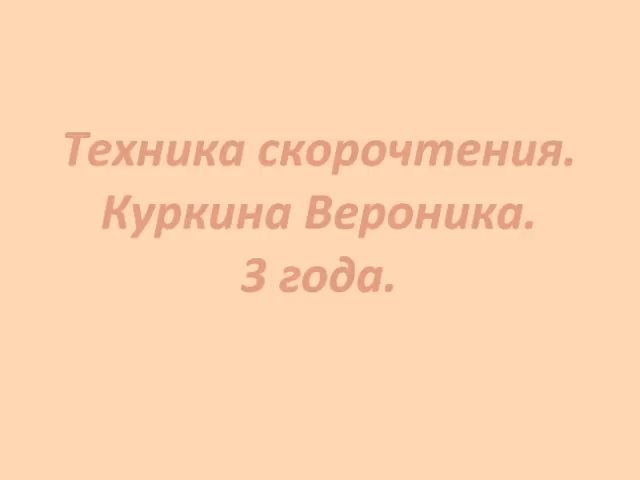 Техника скорочтения.
Куркина Вероника.
3 года.